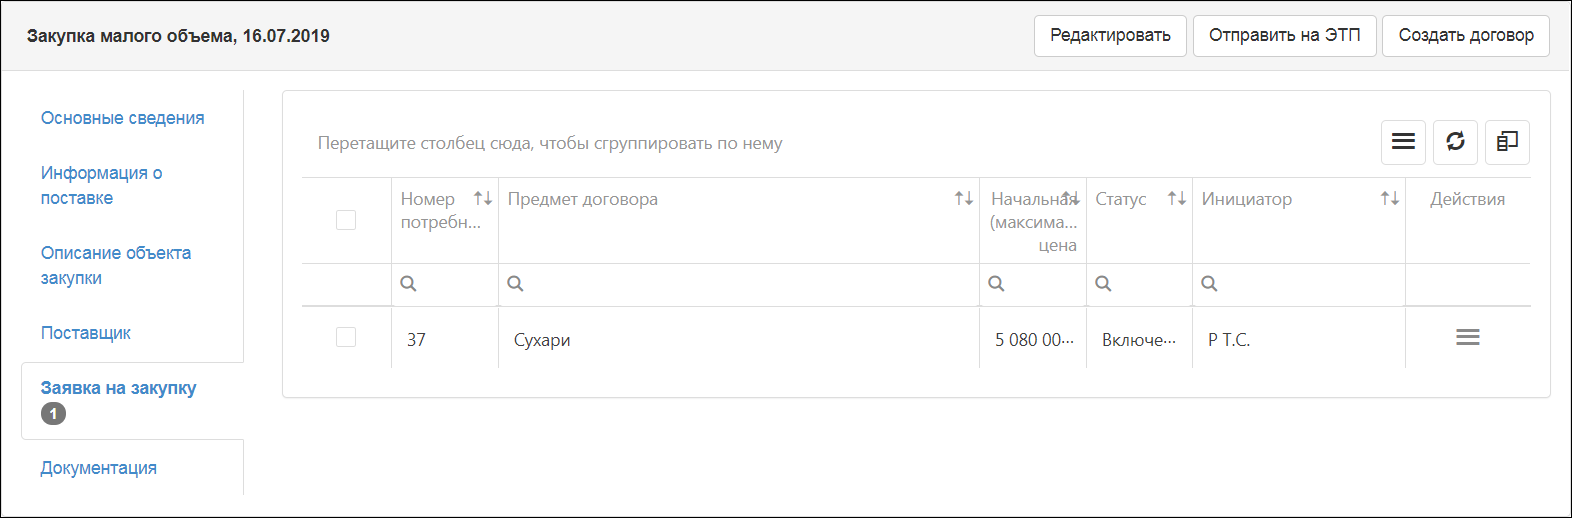 Закупка малого объема, 16.07.2019
Редактировать
Отправить на ЭТП
Создать договор
Основные сведения
Информация о
поставке
Описание объекта
закупки
Поставщик
Заявка на закупку
1
Документация
Перетащите столбец сюда, чтобы сгруппировать по нему
Номер
потребн...
Предмет договора
Начальная
(максима...
цена
Статус
Инициатор
Действия
37
Сухари
5 080 00...
Включе...
Р Т.С.